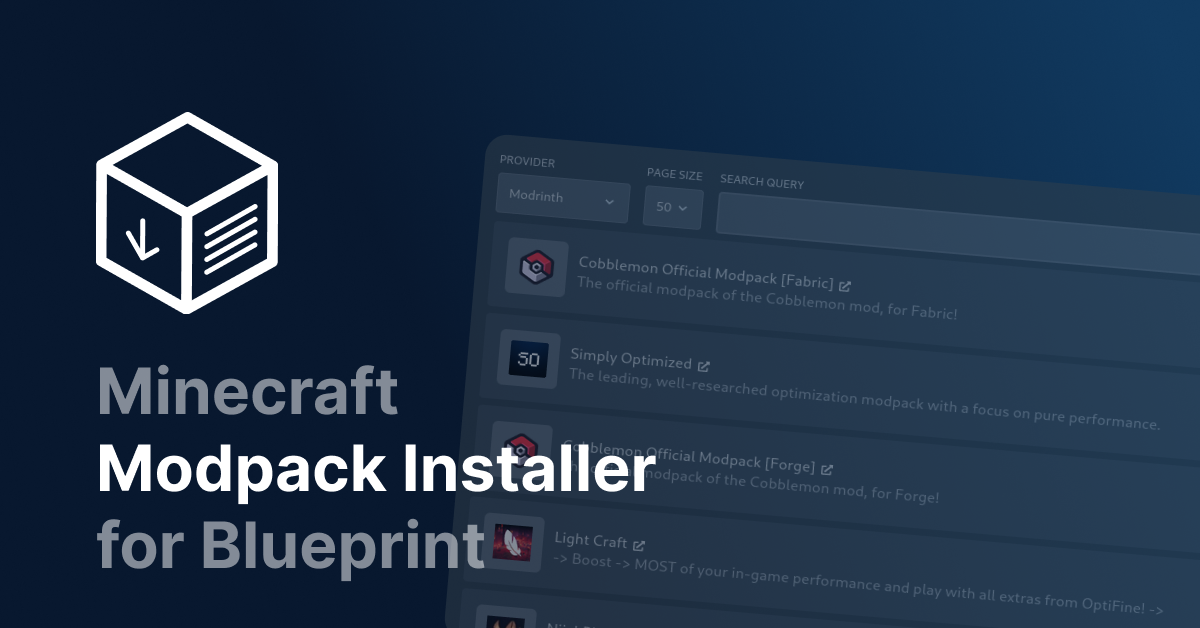 PROVIDER
PAGE SIZE
SEARCH QUERY
Modrinth
50
Cobblemon Official Modpack [Fabric]
The official modpack of the Cobblemon mod, for Fabric!
SO
Simply Optimized
The leading, well-researched optimization modpack with a focus on pure performance.
Minecraft
Modpack Installer
for Blueprint
Cobblemon Official Modpack [Forge]
modpack of the Cobblemon mod, for Forge!
Light Craft
-> Boost -> MOST of your in-game performance and play with all extras from OptiFine! ->